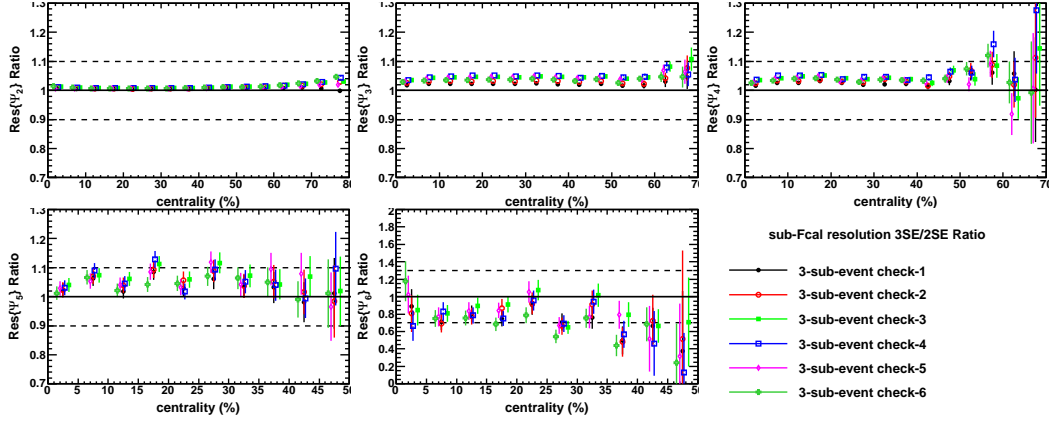 Res{Ψ2} Ratio
1.3
1.2
1.1
1
0.9
0.8
0.7
0 10 20 30 40 50 60 70 80
centrality (%)
Res{Ψ3} Ratio
1.3
1.2
1.1
1
0.9
0.8
0.7
0 10 20 30 40 50 60 70
centrality (%)
Res{Ψ4} Ratio
1.3
1.2
1.1
1
0.9
0.8
0.7
0 10 20 30 40 50 60 70
centrality (%)
Res{Ψ5} Ratio
1.3
1.2
1.1
1
0.9
0.8
0.7
0 5 10 15 20 25 30 35 40 45 50
centrality (%)
Res{Ψ6} Ratio
2
1.8
1.6
1.4
1.2
1
0.8
0.6
0.4
0.2
0
0 5 10 15 20 25 30 35 40 45 50
centrality (%)
sub-Fcal resolution 3SE/2SE Ratio
3-sub-event check-1
3-sub-event check-2
3-sub-event check-3
3-sub-event check-4
3-sub-event check-5
3-sub-event check-6